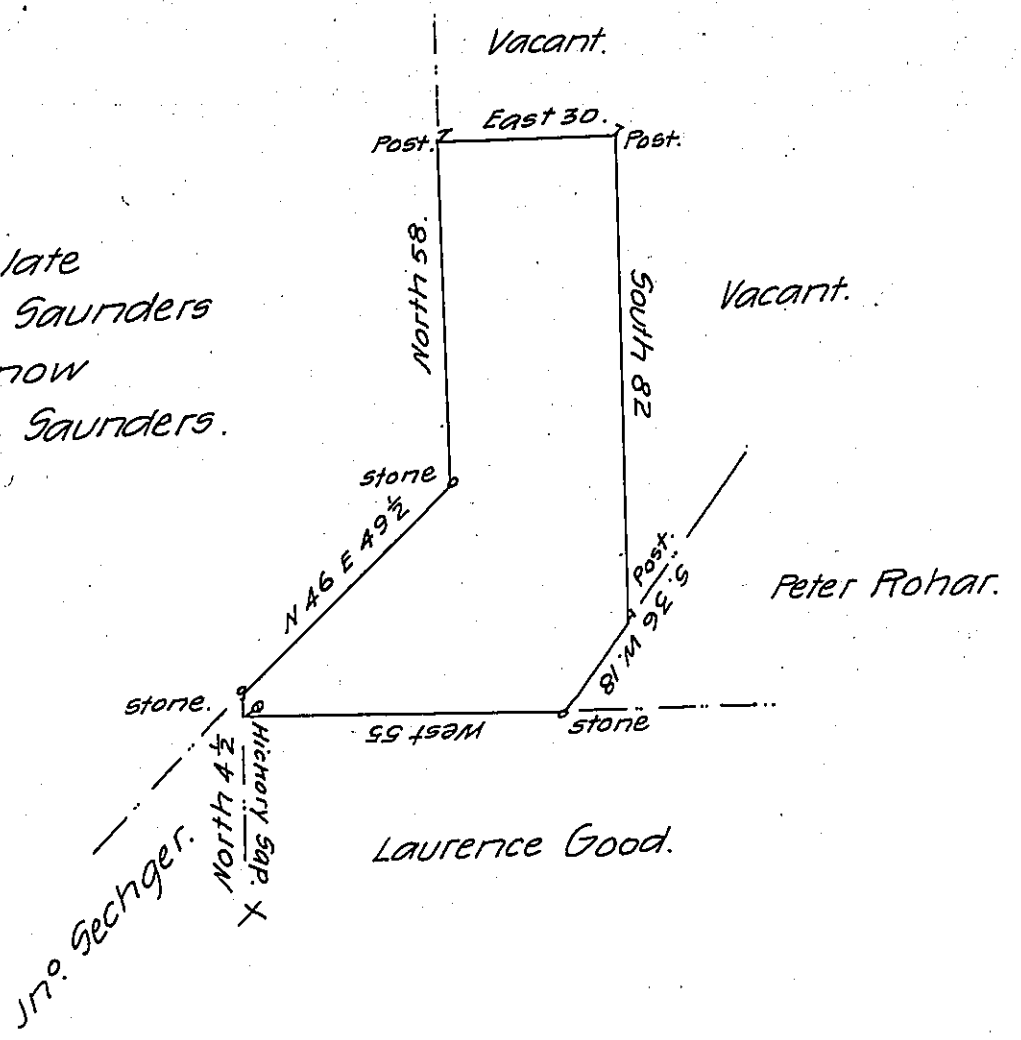 Vacant.
East 30.
Post.
Post.
North 58.
South 82
late
Saunders
now
Saunders.
Vacant.
stone
N 46 E 49½
Post.
S. 36 W. 18
Peter Rohar.
stone.
West 55
stone
North 4½
Hickory Sap. X
Laurence Good.
Jnº. Sechger.